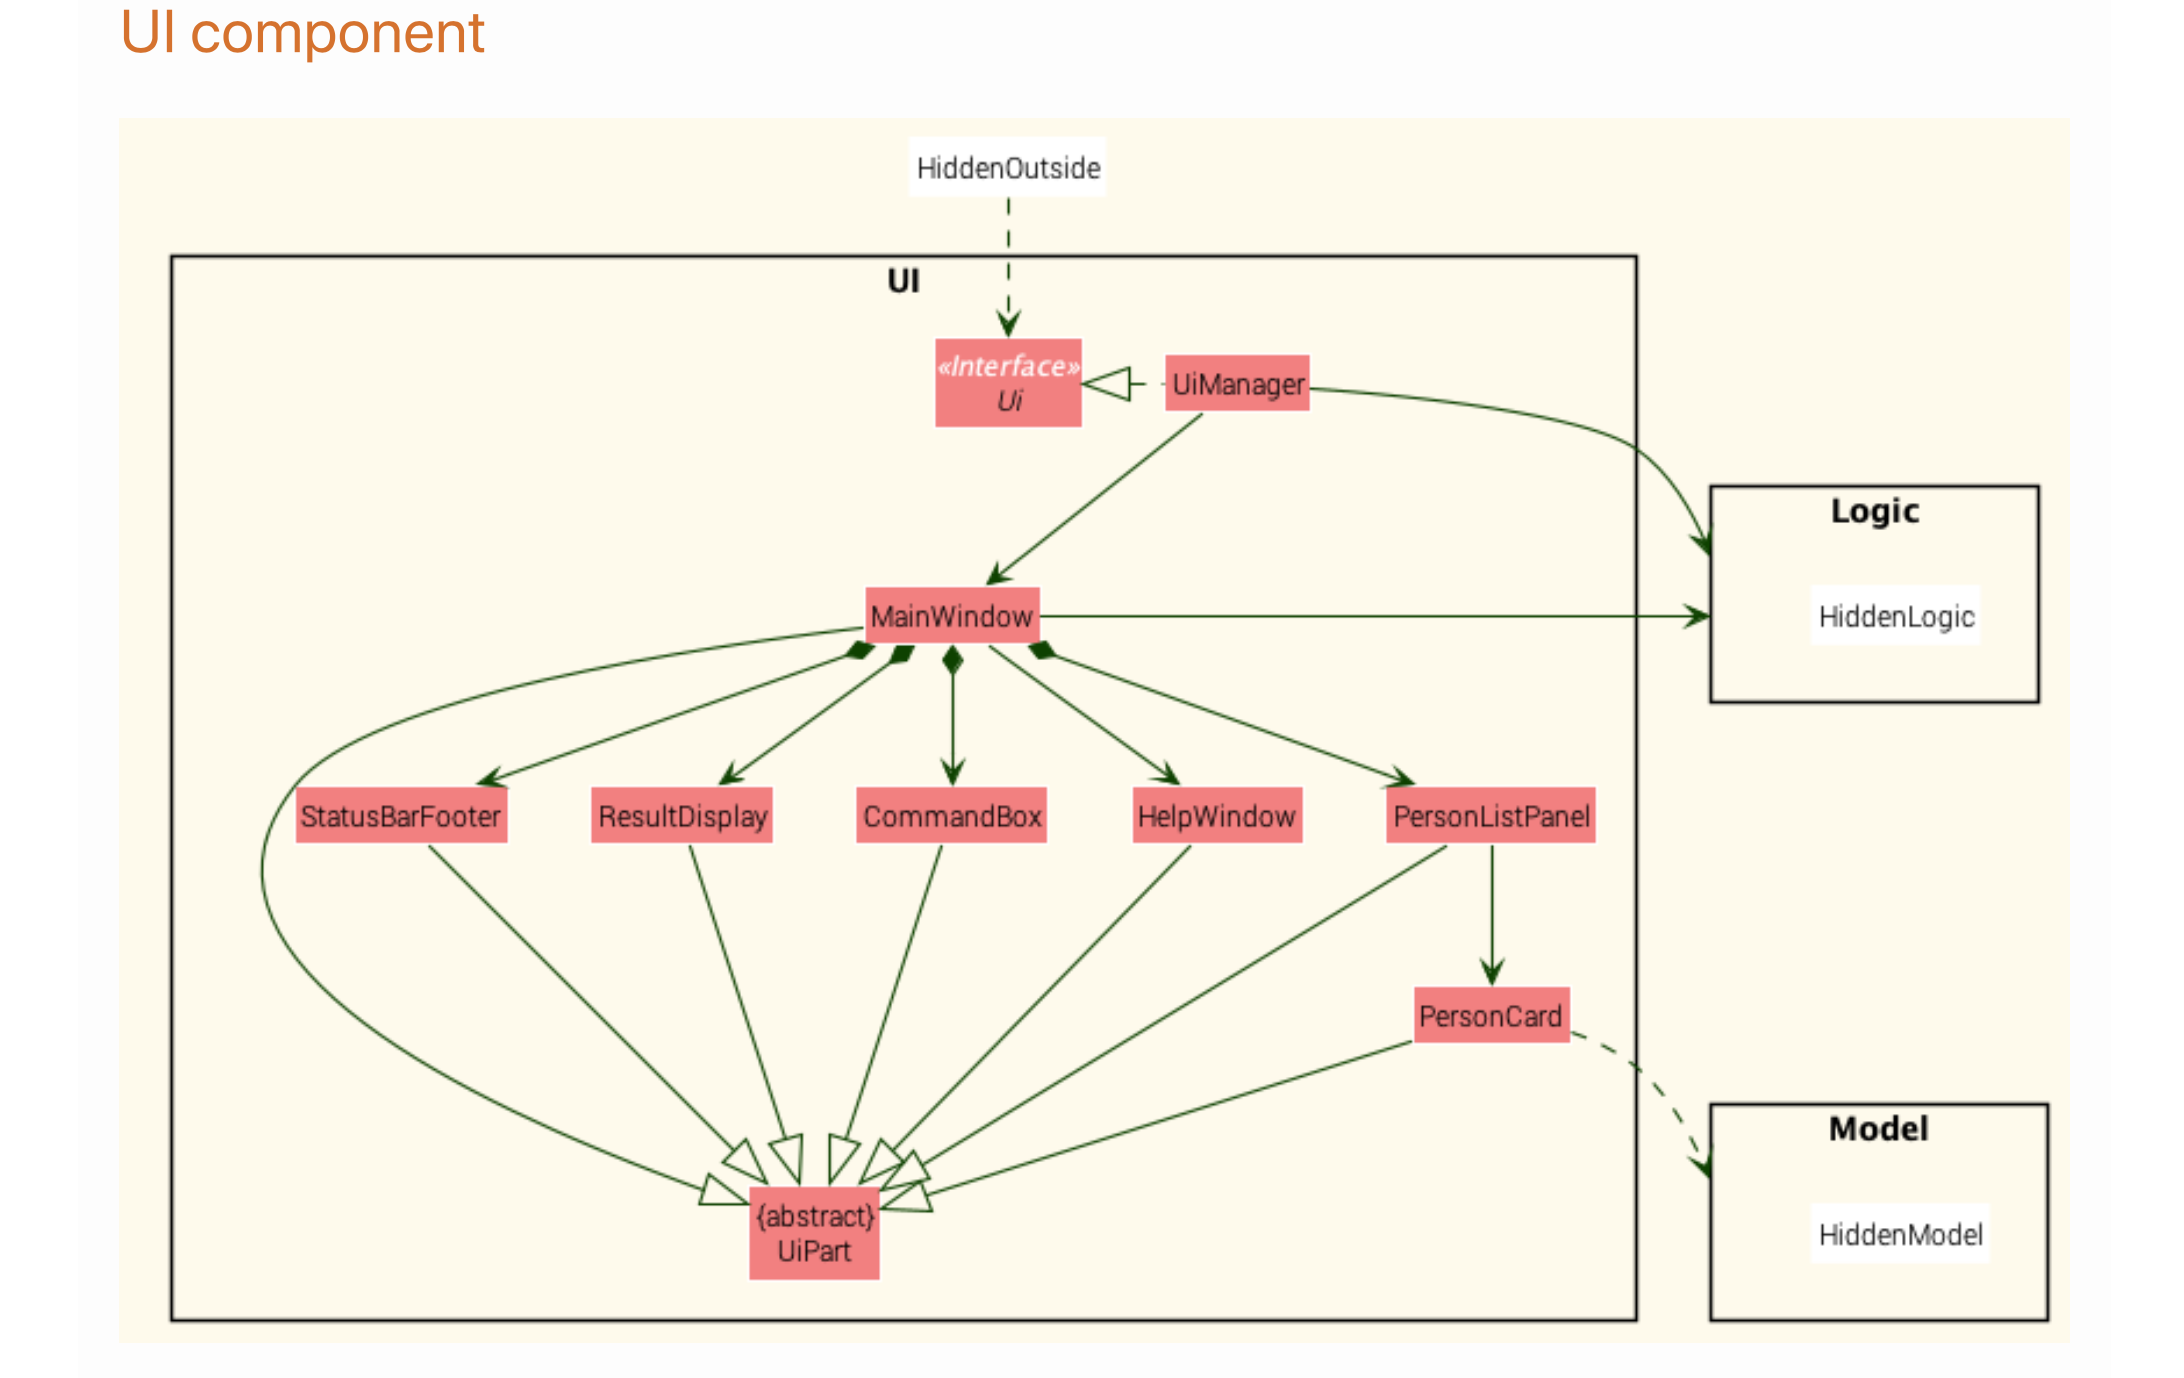 UI component
HiddenOutside
UI
«Interface»
Ui
UiManager
Logic
HiddenLogic
MainWindow
StatusBarFooter
ResultDisplay
CommandBox
HelpWindow
PersonListPanel
PersonCard
Model
HiddenModel
{abstract}
UiPart